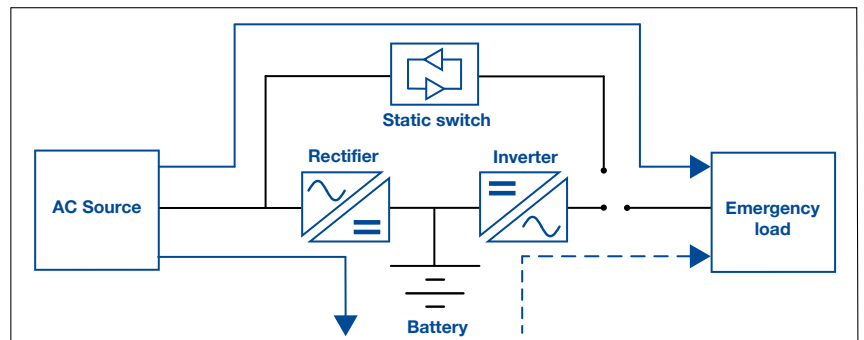 Static switch
Rectifier
Inverter
AC Source
Emergency
load
Battery